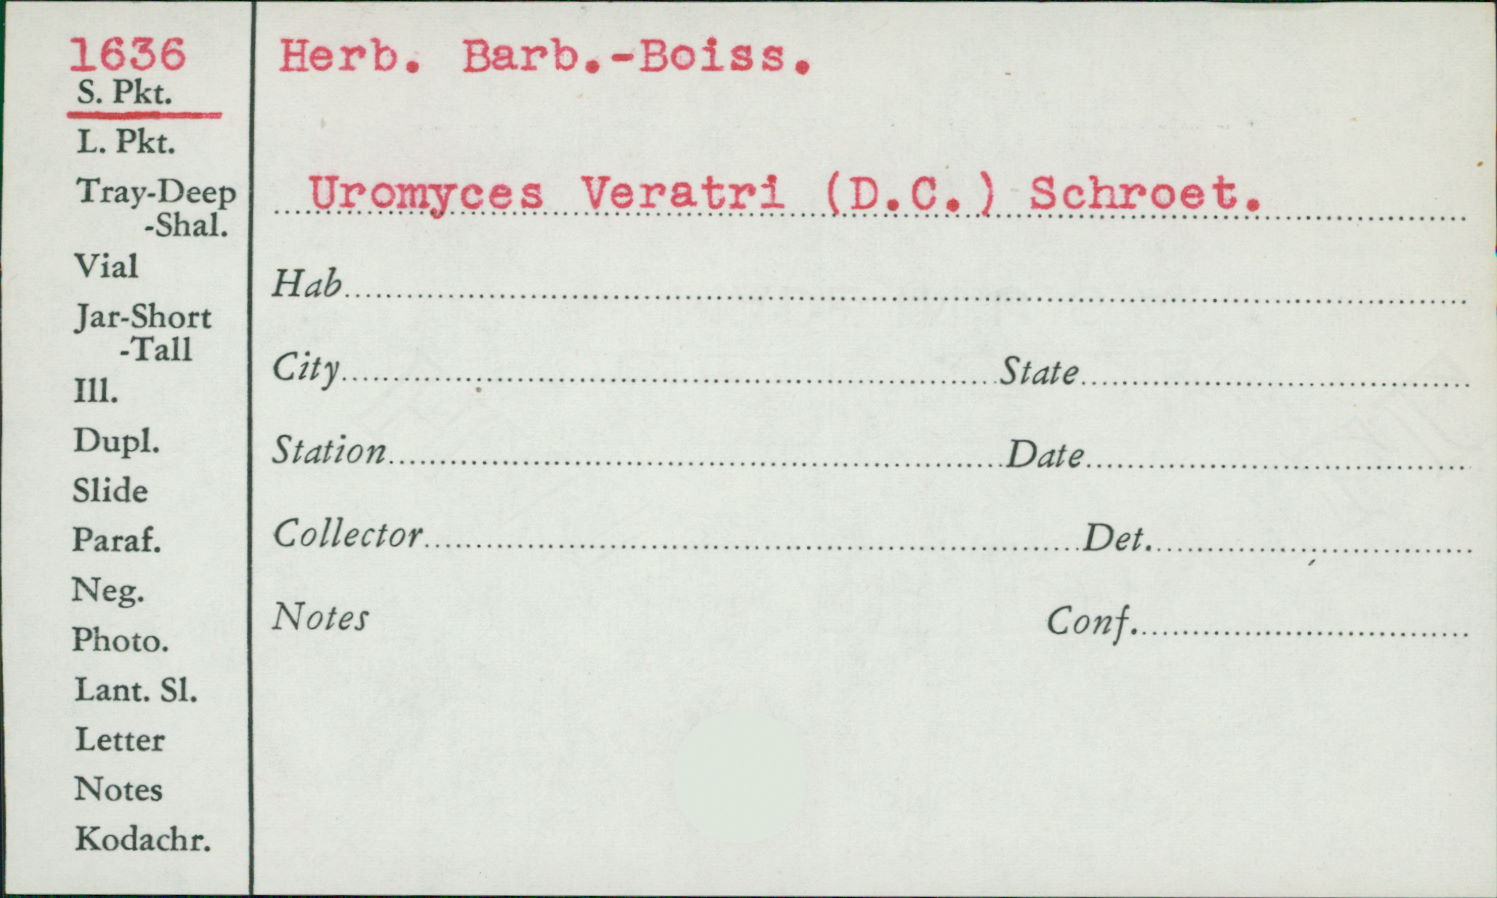 1636
S. Pkt.
L. Pkt.
Tray-Deep
-Shal.
Vial
Jar-Short
-Tall
Ill.
Dupl.
Slide
Paraf.
Neg.
Photo.
Lant. Sl.
Letter
Notes
Kodachr.
Herb. Barb.-Boiss.
Uromyces Veratri (D.C.) Schroet.
Hab
City State
Station Date
Collector Det.
Notes Conf.